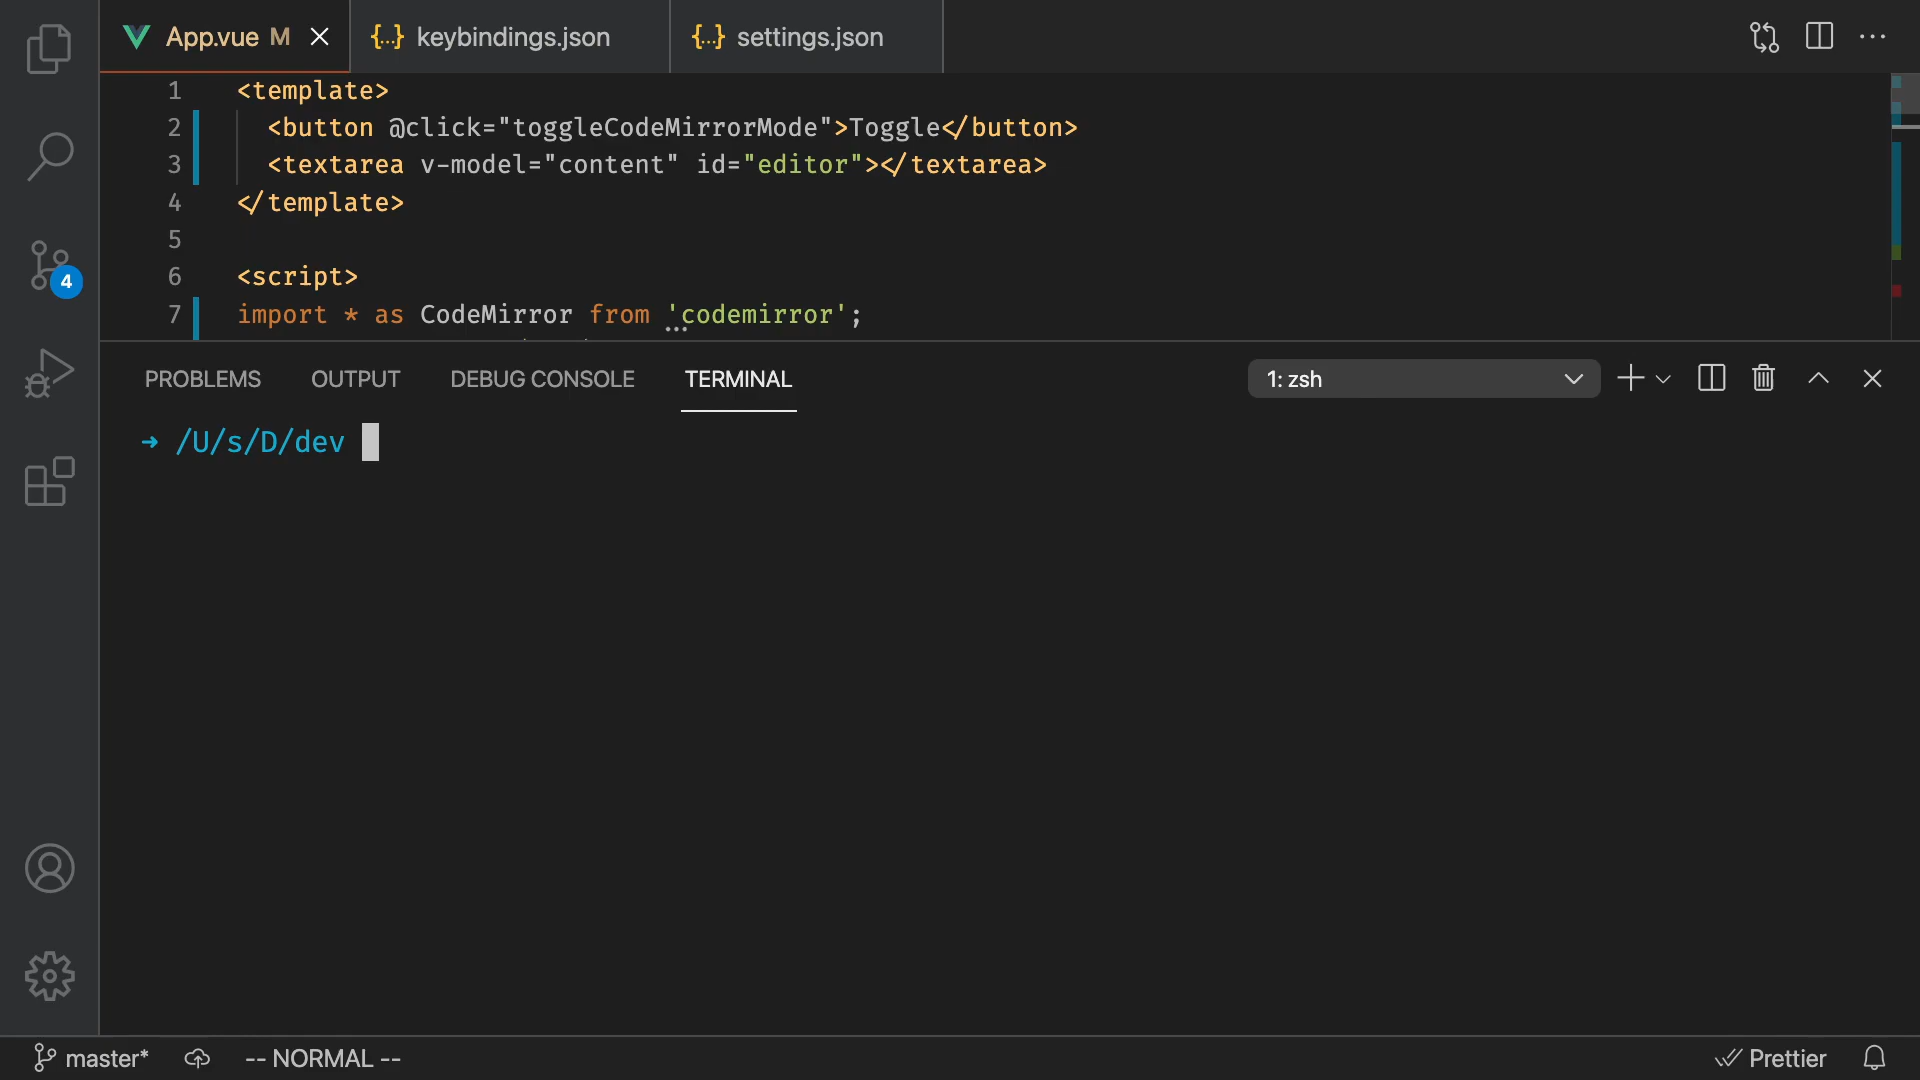 App.vue M
{...} keybindings.json
{...} settings.json
1 <template>
2 <button @click="toggleCodeMirrorMode">Toggle</button>
3 <textarea v-model="content" id="editor"></textarea>
4 </template>
5
6 <script>
7 import * as CodeMirror from 'codemirror';
4
PROBLEMS OUTPUT DEBUG CONSOLE TERMINAL
1: zsh
➜ /U/s/D/dev
master* -- NORMAL -- Prettier